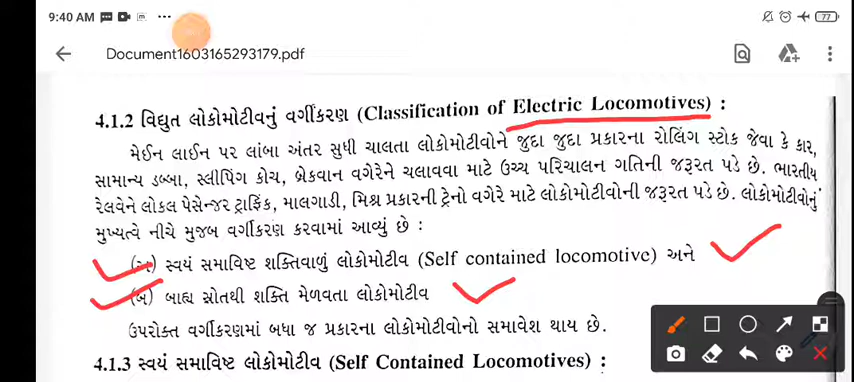 9:40 AM
77
Document1603165293179.pdf
4.1.2 વિદ્યુત લોકોમોટીવનું વર્ગીકરણ (Classification of Electric Locomotives) :
મેઈન લાઈન પર લાંબા અંતર સુધી ચાલતા લોકોમોટીવોને જુદા જુદા પ્રકારના રોલિંગ સ્ટોક જેવા કે કાર,
સામાન્ય ડબ્બા, સ્લીપિંગ કોચ, બ્રેકવાન વગેરેને ચલાવવા માટે ઉચ્ચ પરિચાલન ગતિની જરૂરત પડે છે. ભારતીય
રેલવેને લોકલ પેસેન્જર ટ્રાફિક, માલગાડી, મિશ્ર પ્રકારની ટ્રેનો વગેરે માટે લોકોમોટીવોની જરૂરત પડે છે. લોકોમોટીવોનું
મુખ્યત્વે નીચે મુજબ વર્ગીકરણ કરવામાં આવ્યું છે :
(અ) સ્વયં સમાવિષ્ટ શક્તિવાળું લોકોમોટીવ (Self contained locomotive) અને
(બ) બાહ્ય સ્રોતથી શક્તિ મેળવતા લોકોમોટીવ
ઉપરોક્ત વર્ગીકરણમાં બધા જ પ્રકારના લોકોમોટીવોનો સમાવેશ થાય છે.
4.1.3 સ્વયં સમાવિષ્ટ લોકોમોટીવ (Self Contained Locomotives) :